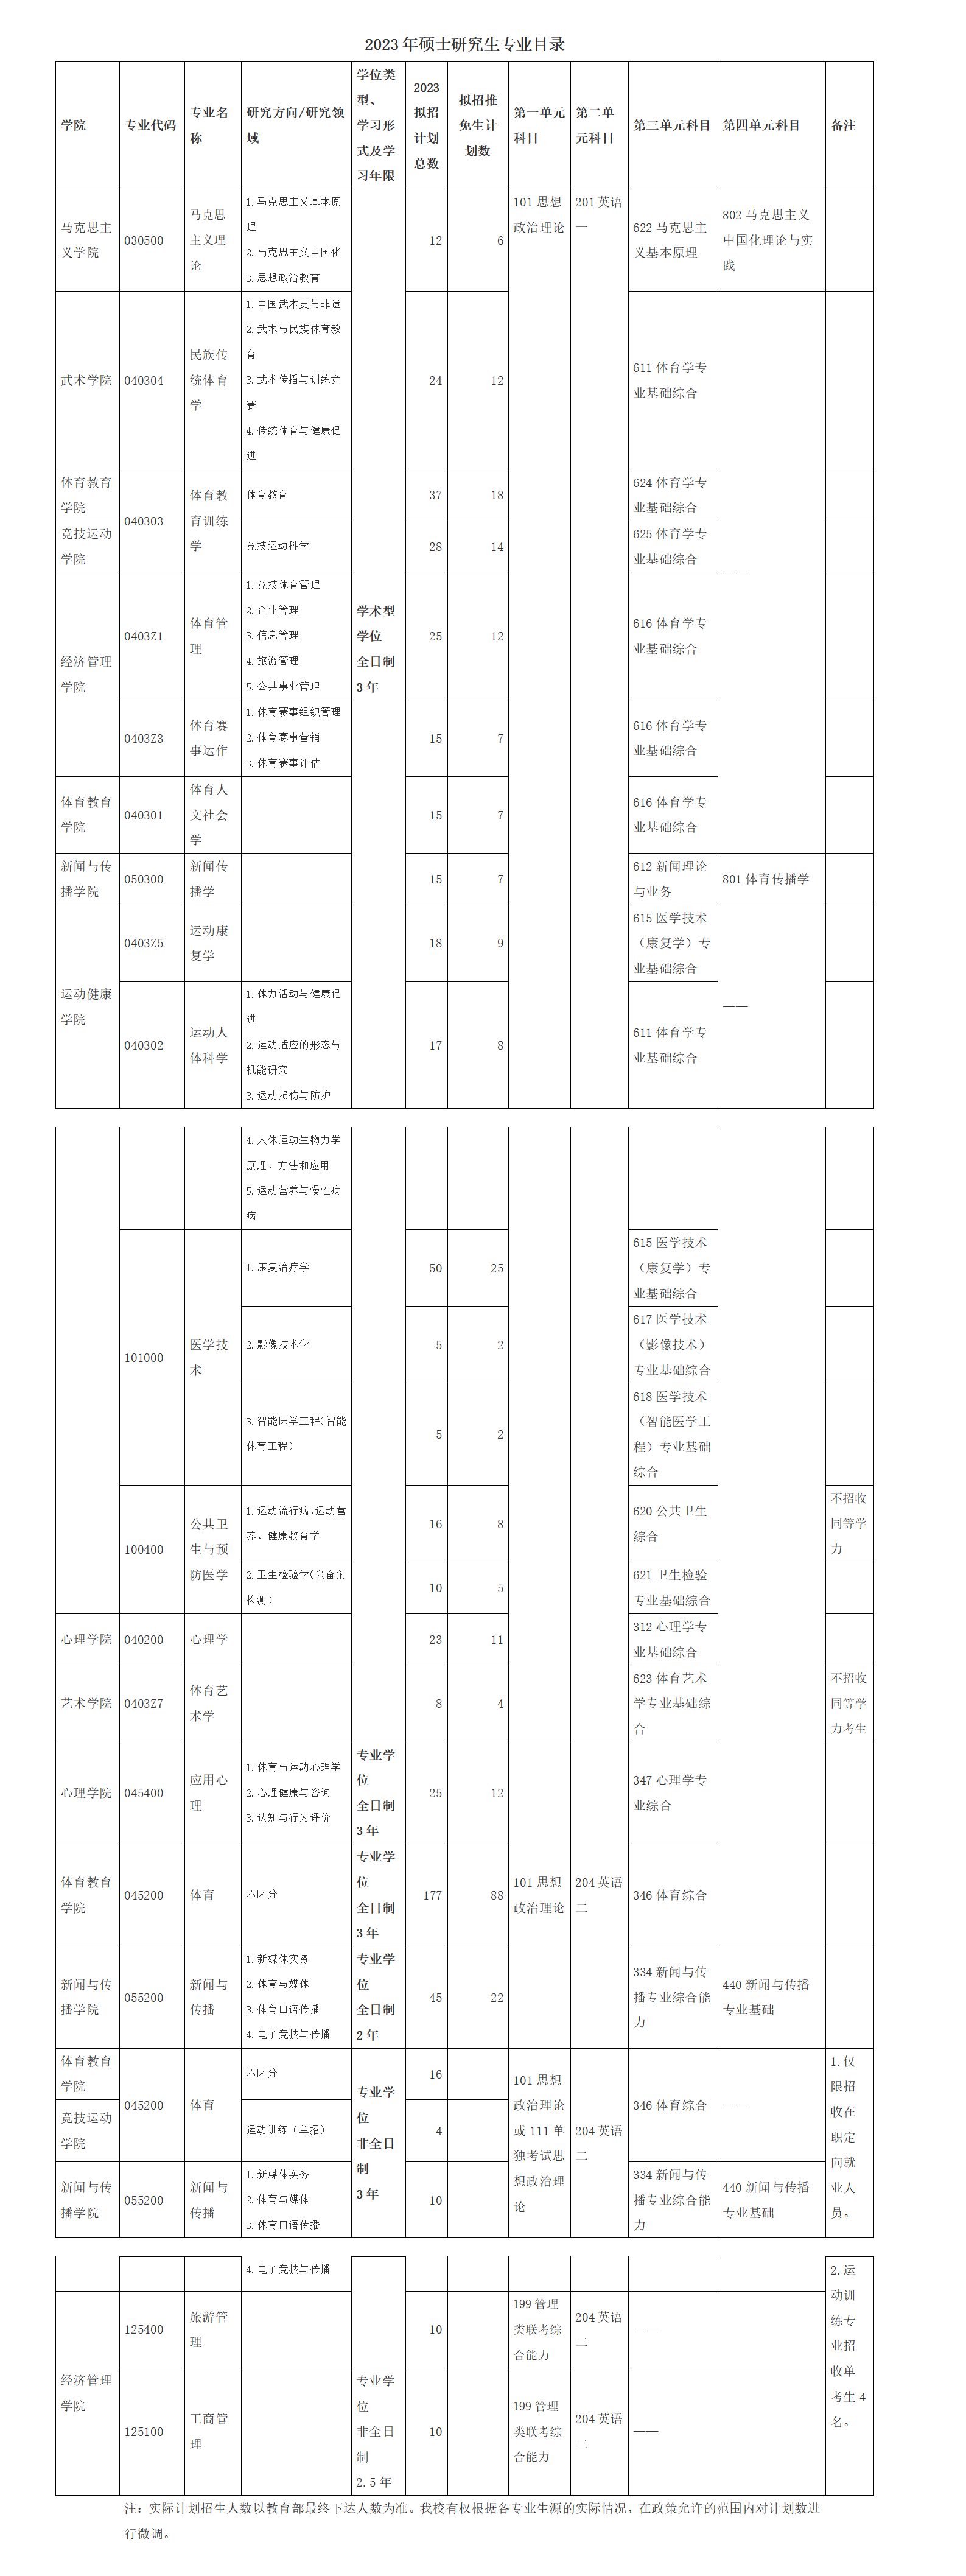 2023 年硕士研究生专业目录
学院 专业代码 专业名称 研究方向/研究领域 学位类型、学习形式及学习年限 2023拟招计划总数 拟招推免生计划数 第一单元科目 第二单元科目 第三单元科目 第四单元科目 备注
马克思主义学院 030500 马克思主义理论 1.马克思主义基本原理 学术型学位全日制3 年 12 6 101 思想政治理论 201 英语一 622 马克思主义基本原理 802 马克思主义中国化理论与实践
2.马克思主义中国化
3.思想政治教育
武术学院 040304 民族传统体育学 1.中国武术史与非遗 24 12 611 体育学专业基础综合 ——
2.武术与民族体育教育
3.武术传播与训练竞赛
4.传统体育与健康促进
体育教育学院 040303 体育教育训练学 体育教育 37 18 624 体育学专业基础综合
竞技运动学院 竞技运动科学 28 14 625 体育学专业基础综合
经济管理学院 0403Z1 体育管理 1.竞技体育管理 25 12 616 体育学专业基础综合
2.企业管理
3.信息管理
4.旅游管理
5.公共事业管理
0403Z3 体育赛事运作 1.体育赛事组织管理 15 7 616 体育学专业基础综合
2.体育赛事营销
3.体育赛事评估
体育教育学院 040301 体育人文社会学 15 7 616 体育学专业基础综合
新闻与传播学院 050300 新闻传播学 15 7 612 新闻理论与业务 801 体育传播学
运动健康学院 0403Z5 运动康复学 18 9 615 医学技术（康复学）专业基础综合 ——
040302 运动人体科学 1.体力活动与健康促进 17 8 611 体育学专业基础综合
2.运动适应的形态与机能研究
3.运动损伤与防护
4.人体运动生物力学原理、方法和应用
5.运动营养与慢性疾病
101000 医学技术 1.康复治疗学 50 25 615 医学技术（康复学）专业基础综合
2.影像技术学 5 2 617 医学技术（影像技术）专业基础综合
3.智能医学工程(智能体育工程) 5 2 618 医学技术（智能医学工程）专业基础综合
100400 公共卫生与预防医学 1.运动流行病、运动营养、健康教育学 16 8 620 公共卫生综合 不招收同等学力
2.卫生检验学(兴奋剂检测) 10 5 621 卫生检验专业基础综合
心理学院 040200 心理学 23 11 312 心理学专业基础综合
艺术学院 0403Z7 体育艺术学 8 4 623 体育艺术学专业基础综合 不招收同等学力考生
心理学院 045400 应用心理 1.体育与运动心理学 专业学位全日制3 年 25 12 101 思想政治理论 204 英语二 347 心理学专业综合
2.心理健康与咨询
3.认知与行为评价
体育教育学院 045200 体育 不区分 专业学位全日制3 年 177 88 346 体育综合
新闻与传播学院 055200 新闻与传播 1.新媒体实务 专业学位全日制2 年 45 22 334 新闻与传播专业综合能力 440 新闻与传播专业基础
2.体育与媒体
3.体育口语传播
4.电子竞技与传播
体育教育学院 045200 体育 不区分 专业学位非全日制3 年 16 101 思想政治理论或 111 单独考试思想政治理论 204 英语二 346 体育综合 —— 1.仅限招收在职定向就业人员。
竞技运动学院 运动训练（单招） 4
新闻与传播学院 055200 新闻与传播 1.新媒体实务 10 334 新闻与传播专业综合能力 440 新闻与传播专业基础
2.体育与媒体
3.体育口语传播
4.电子竞技与传播 2.运动训练专业招收单考生 4名。
经济管理学院 125400 旅游管理 10 199 管理类联考综合能力 204 英语二 ——
125100 工商管理 专业学位非全日制2.5 年 10 199 管理类联考综合能力 204 英语二 ——
注：实际计划招生人数以教育部最终下达人数为准。我校有权根据各专业生源的实际情况，在政策允许的范围内对计划数进
行微调。